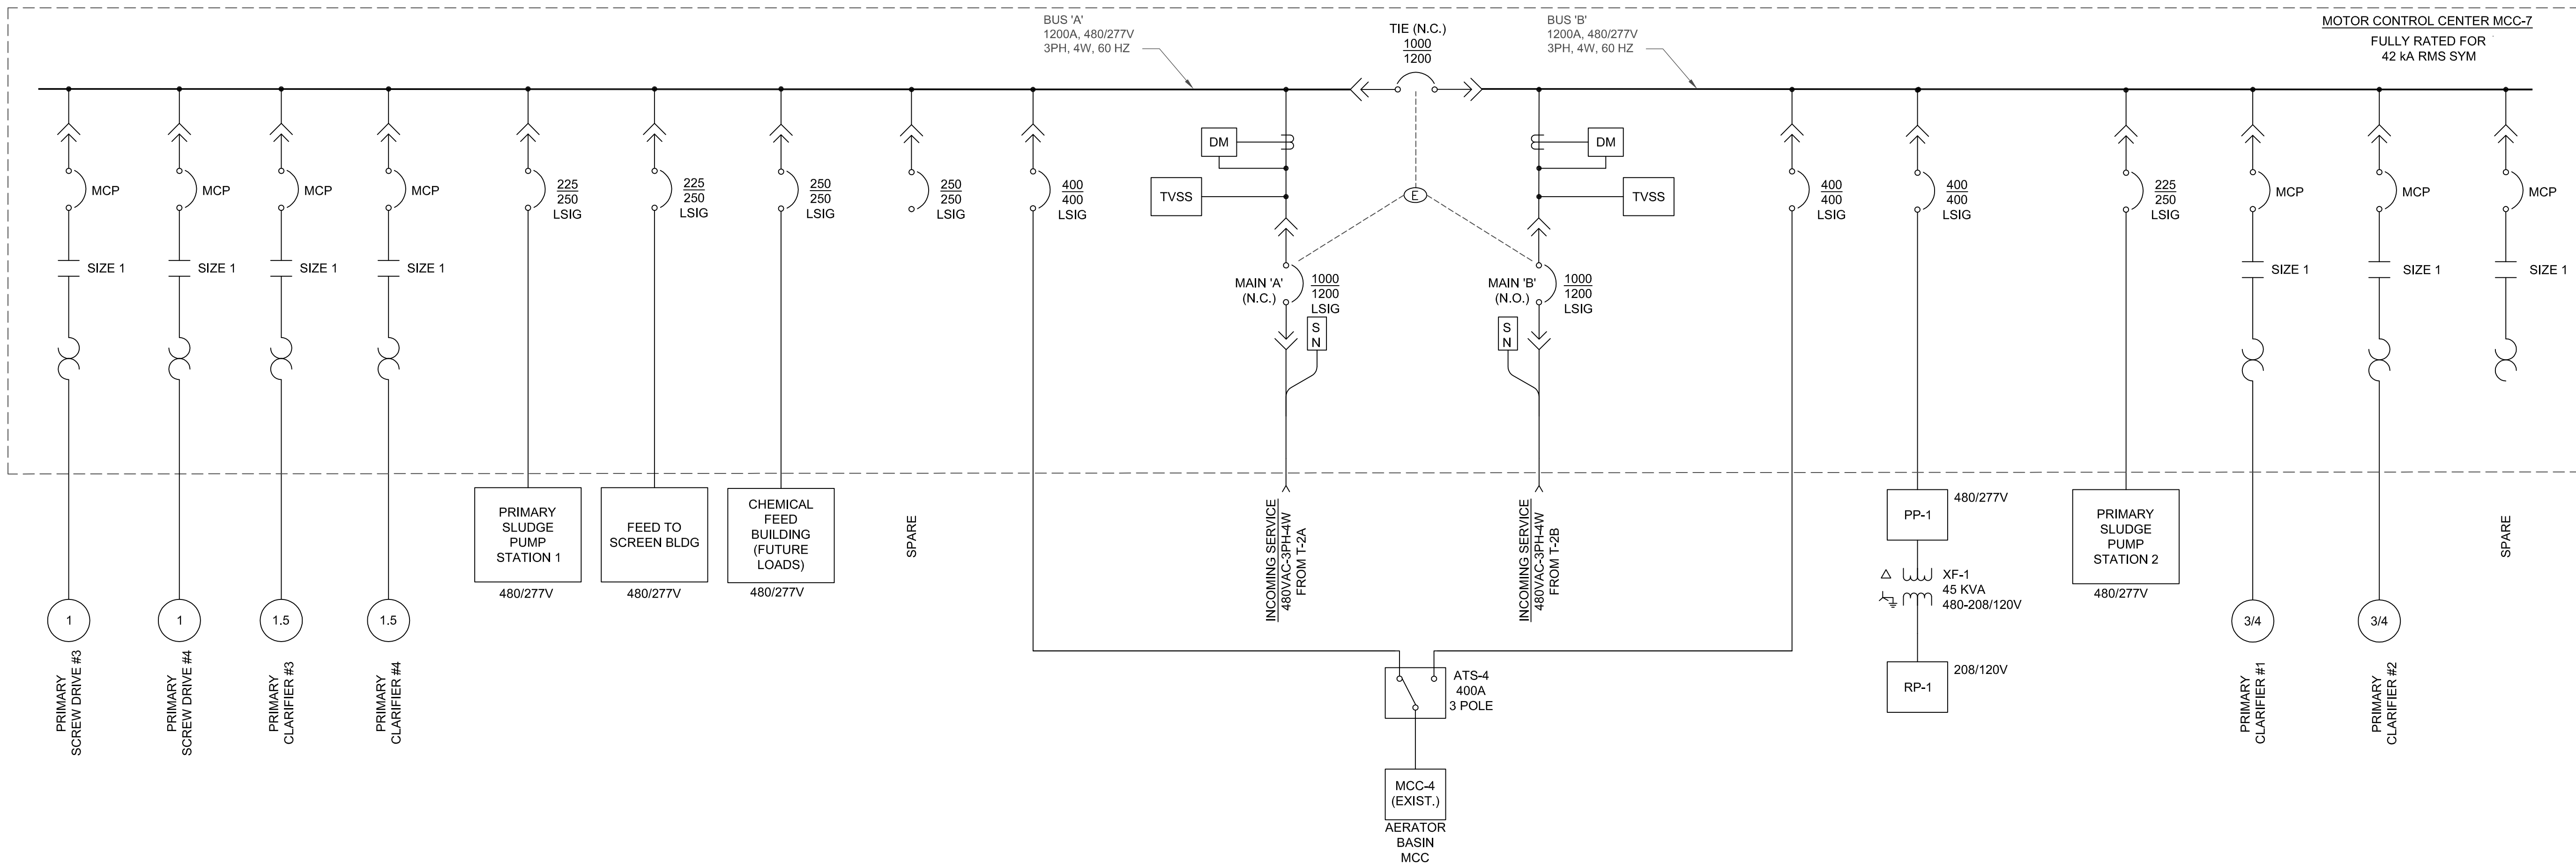 BUS 'A'
1200A, 480/277V
3PH, 4W, 60 HZ
TIE (N.C.)
1000
1200
BUS 'B'
1200A, 480/277V
3PH, 4W, 60 HZ
MOTOR CONTROL CENTER MCC-7
FULLY RATED FOR
42 kA RMS SYM
MCP
MCP
MCP
MCP
225
250
LSIG
225
250
LSIG
250
250
LSIG
250
250
LSIG
400
400
LSIG
DM
TVSS
E
DM
TVSS
400
400
LSIG
400
400
LSIG
225
250
LSIG
MCP
MCP
MCP
SIZE 1
SIZE 1
SIZE 1
SIZE 1
MAIN 'A'
(N.C.)
1000
1200
LSIG
S
N
MAIN 'B'
(N.O.)
1000
1200
LSIG
S
N
SIZE 1
SIZE 1
SIZE 1
PRIMARY
SLUDGE
PUMP
STATION 1
480/277V
FEED TO
SCREEN BLDG
480/277V
CHEMICAL
FEED
BUILDING
(FUTURE
LOADS)
480/277V
SPARE
INCOMING SERVICE
480VAC-3PH-4W
FROM T-2A
INCOMING SERVICE
480VAC-3PH-4W
FROM T-2B
PP-1
480/277V
XF-1
45 KVA
480-208/120V
RP-1
208/120V
PRIMARY
SLUDGE
PUMP
STATION 2
480/277V
SPARE
1
PRIMARY
SCREW DRIVE #3
1
PRIMARY
SCREW DRIVE #4
1.5
PRIMARY
CLARIFIER #3
1.5
PRIMARY
CLARIFIER #4
ATS-4
400A
3 POLE
MCC-4
(EXIST.)
AERATOR
BASIN
MCC
3/4
PRIMARY
CLARIFIER #1
3/4
PRIMARY
CLARIFIER #2